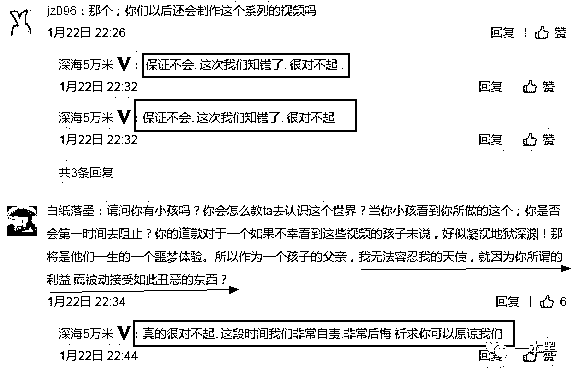 jz096：那个；你们以后还会制作这个系列的视频吗
1月22日 22:26 回复 | 赞
深海5万米 V：保证不会.这次我们知错了.很对不起.
1月22日 22:32 回复 赞
深海5万米 V：保证不会.这次我们知错了.很对不起
1月22日 22:32 回复 赞
共3条回复
白纸落墨：请问你有小孩吗？你会怎么教ta去认识这个世界？当你小孩看到你所做的这个，你是否
会第一时间去阻止？你的道歉对于一个如果不幸看到这些视频的孩子来说，好似凝视地狱深渊！那
将是他们一生的一个噩梦体验。所以作为一个孩子的父亲，我无法容忍我的天使，就因为你所谓的
利益而被动接受如此丑恶的东西？
1月22日 22:34 回复 | 6
深海5万米 V：真的很对不起.这段时间我们非常自责.非常后悔 祈求你可以原谅我们
1月22日 22:44 回复 赞